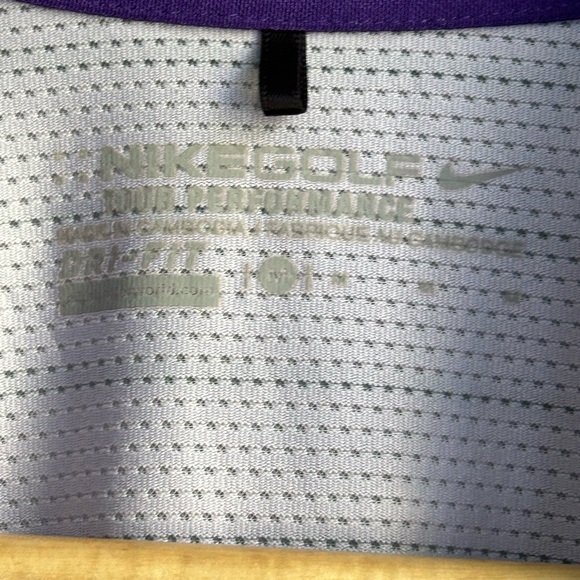 NIKEGOLF
TOUR PERFORMANCE
MADE IN CAMBODIA / FABRIQUÉ AU CAMBODGE
DRI-FIT
M